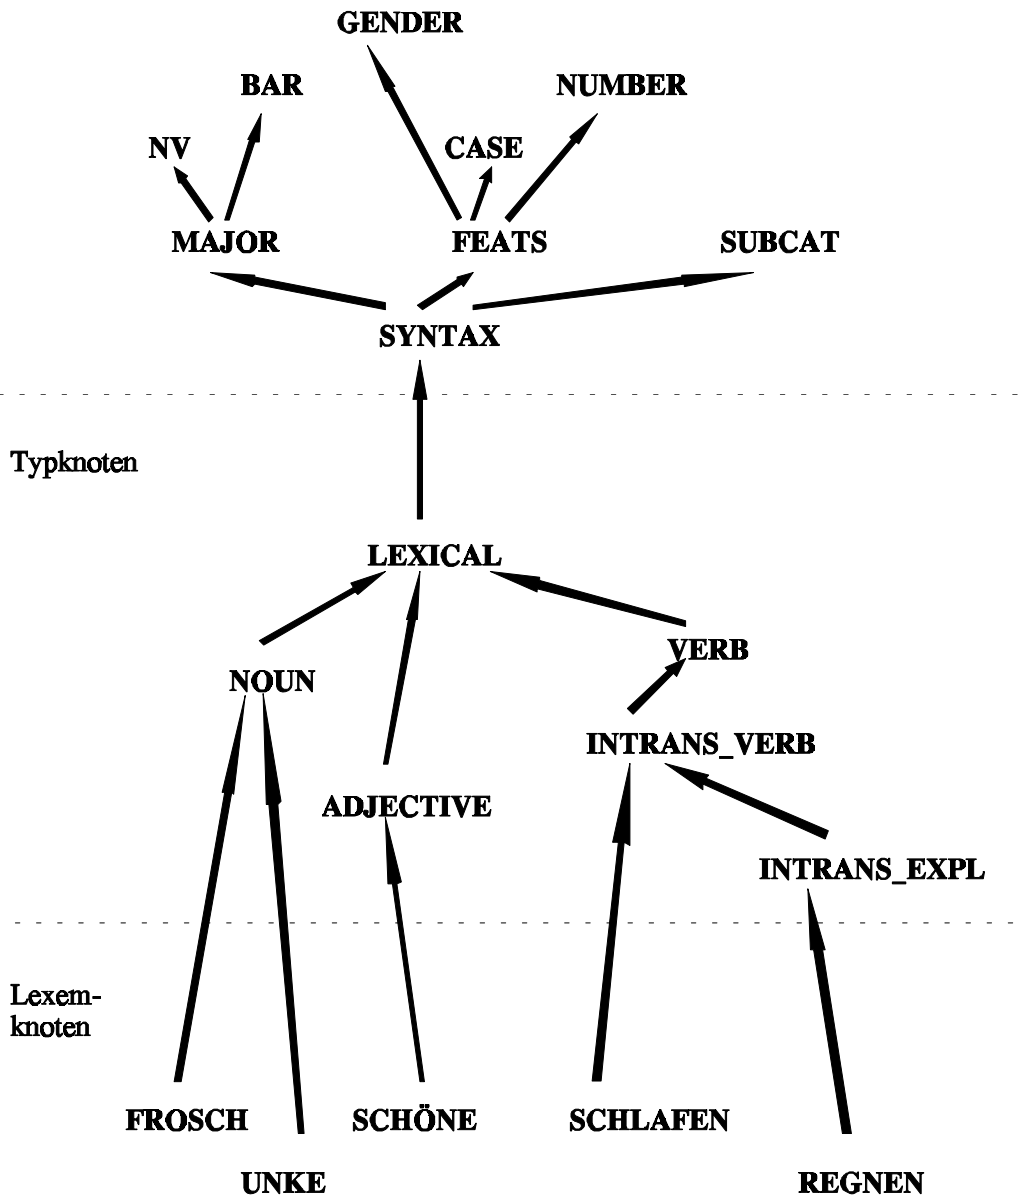 GENDER
BAR NUMBER
NV CASE
MAJOR FEATS SUBCAT
SYNTAX
Typknoten
LEXICAL
VERB
NOUN
INTRANS_VERB
ADJECTIVE
INTRANS_EXPL
Lexem-
knoten
FROSCH SCHÖNE SCHLAFEN
UNKE REGNEN